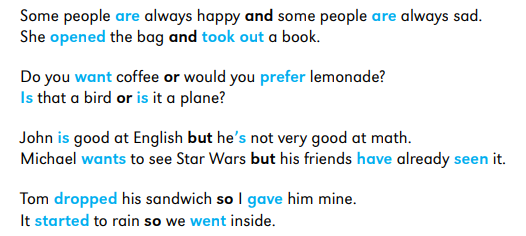 Some people are always happy and some people are always sad.
She opened the bag and took out a book.
Do you want coffee or would you prefer lemonade?
Is that a bird or is it a plane?
John is good at English but he's not very good at math.
Michael wants to see Star Wars but his friends have already seen it.
Tom dropped his sandwich so I gave him mine.
It started to rain so we went inside.